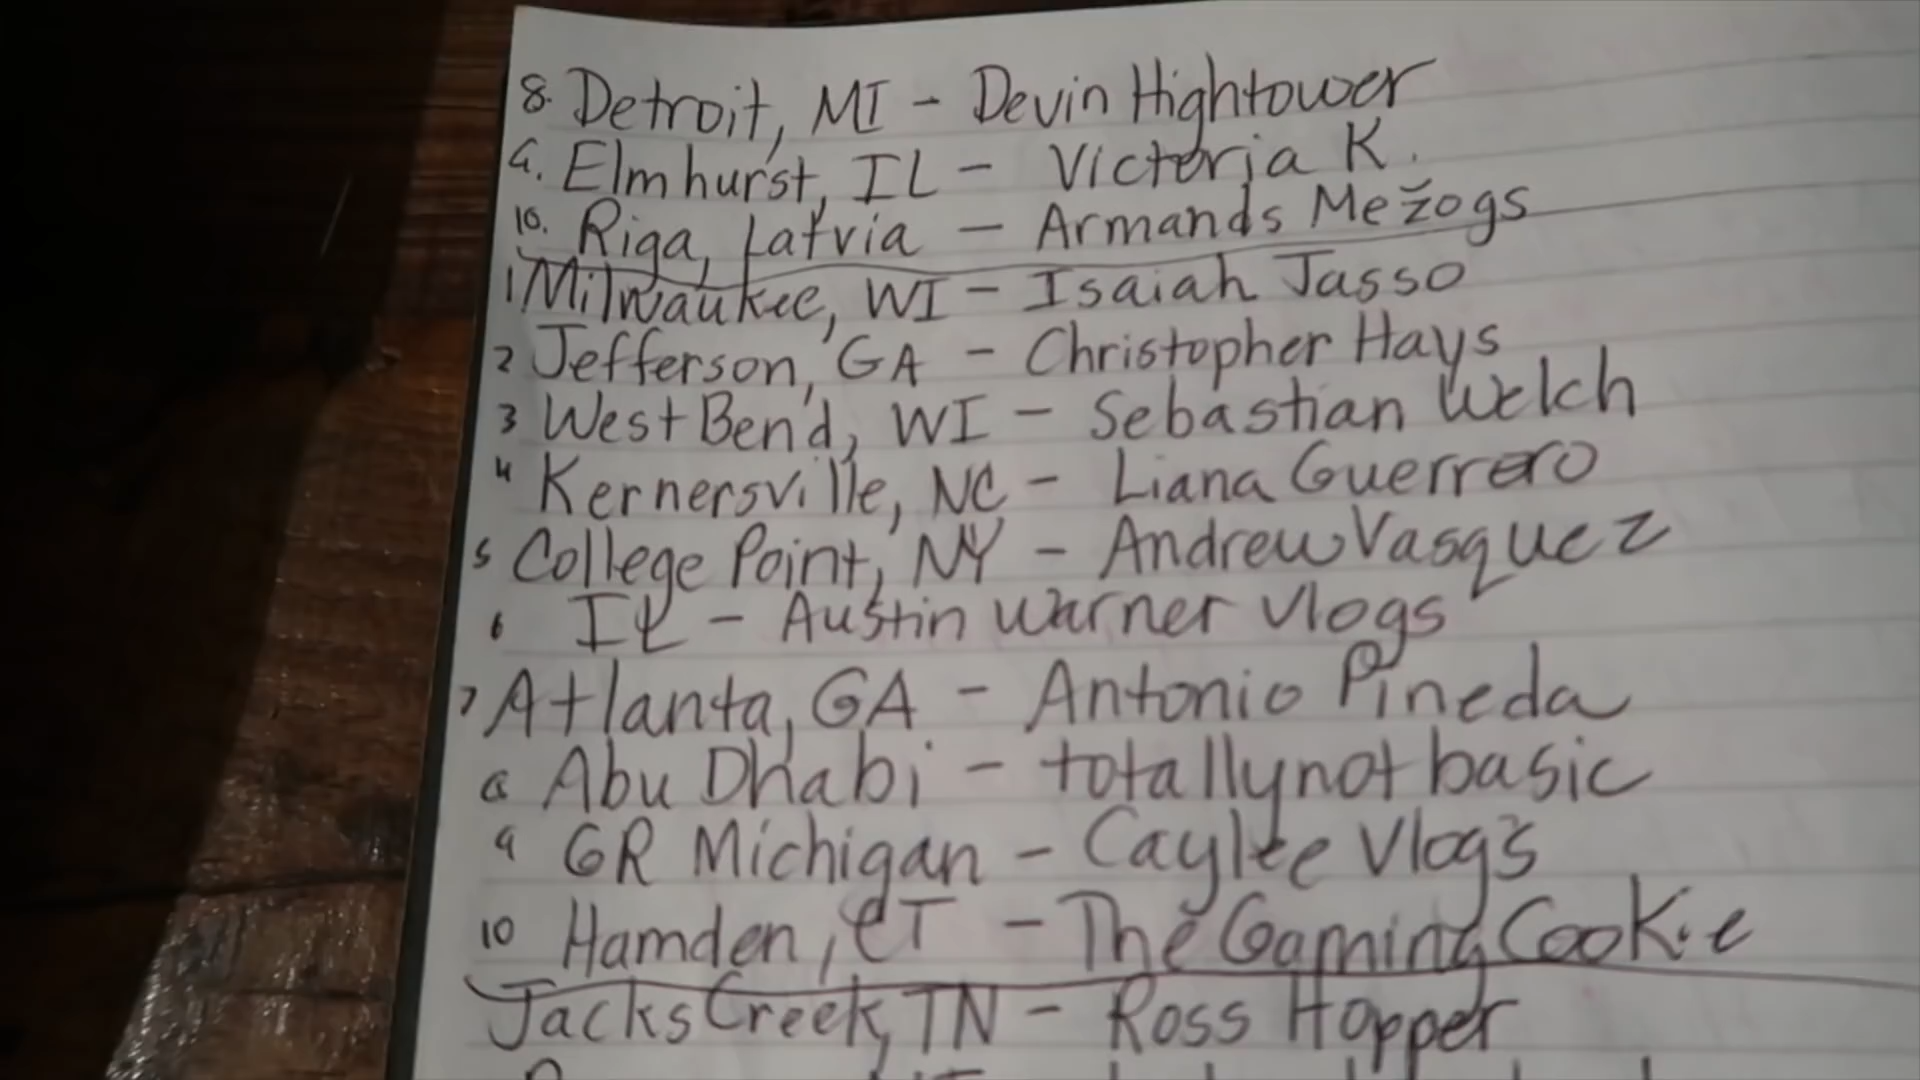 8. Detroit, MI - Devin Hightower
9. Elmhurst, IL - Victoria K.
10. Riga, Latvia - Armands Mežogs
1 Milwaukee, WI - Isaiah Jasso
2 Jefferson, GA - Christopher Hays
3 West Bend, WI - Sebastian Welch
4 Kernersville, NC - Liana Guerrero
5 College Point, NY - Andrew Vasquez
6 IL - Austin Warner Vlogs
7 Atlanta, GA - Antonio Pineda
8 Abu Dhabi - totallynotbasic
9 GR Michigan - Caylee Vlogs
10 Hamden, CT - The Gaming Cookie
Jacks Creek, TN - Ross Hopper